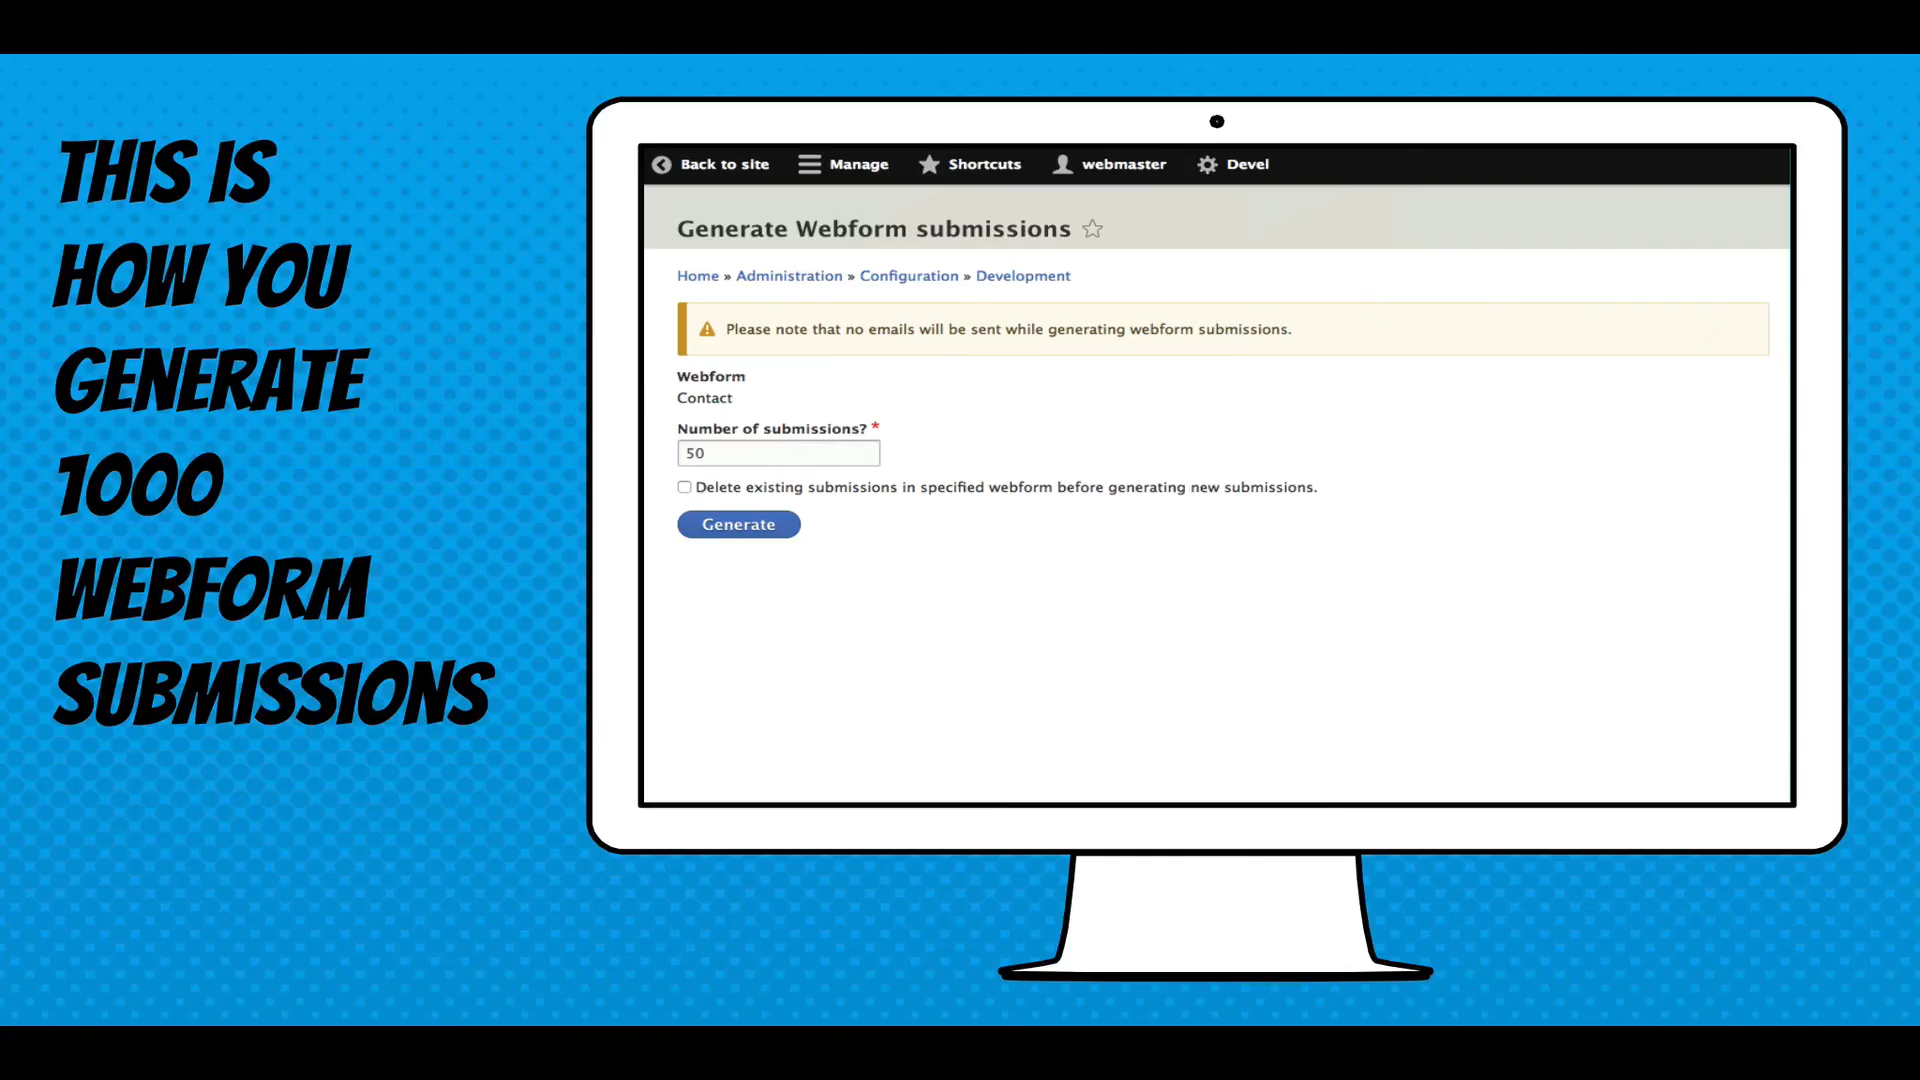 THIS IS
HOW YOU
GENERATE
1000
WEBFORM
SUBMISSIONS
Back to site Manage Shortcuts webmaster Devel
Generate Webform submissions
Home » Administration » Configuration » Development
Please note that no emails will be sent while generating webform submissions.
Webform
Contact
Number of submissions? *
50
Delete existing submissions in specified webform before generating new submissions.
Generate